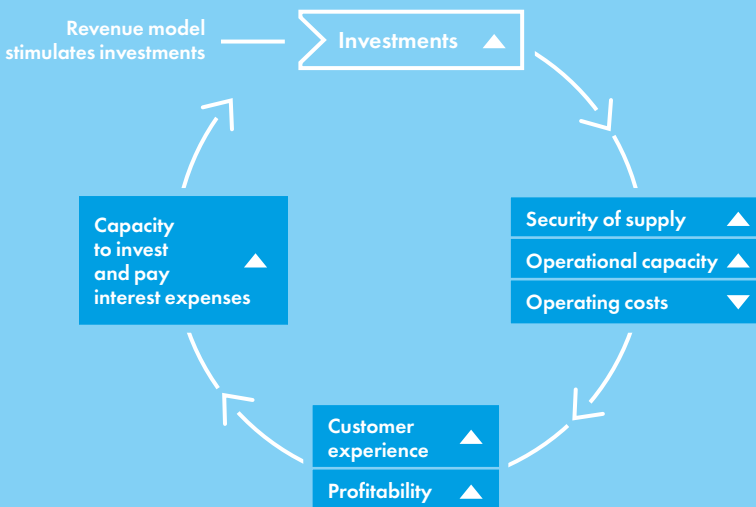 Revenue model
stimulates investments
Investments
Security of supply
Operational capacity
Operating costs
Customer
experience
Profitability
Capacity
to invest
and pay
interest expenses